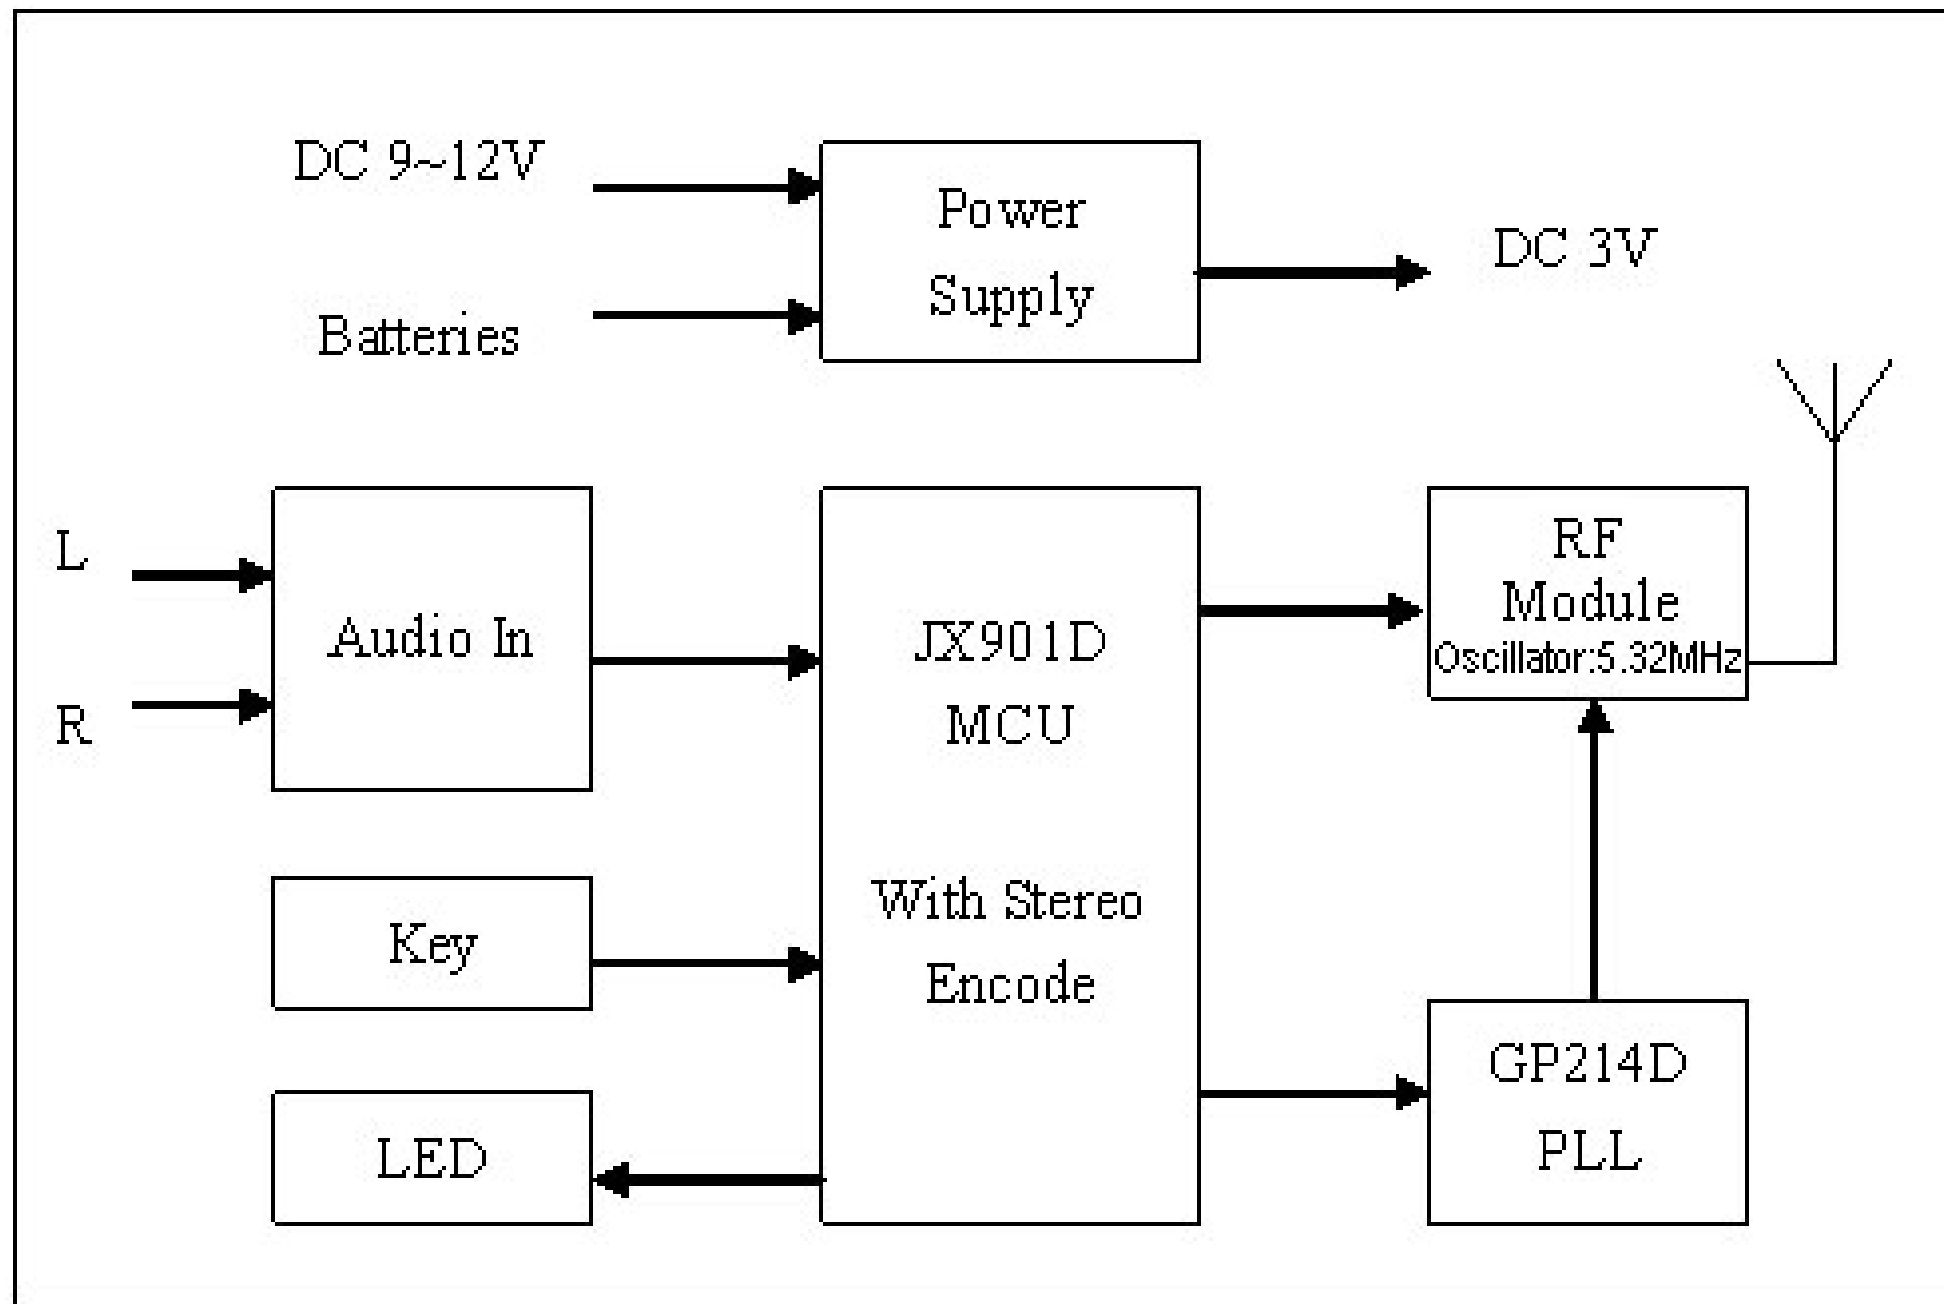 DC 9~12V
Batteries
Power
Supply
DC 3V
L
R
Audio In
Key
LED
JX901D
MCU
With Stereo
Encode
RF
Module
Oscillator:5.32MHz
GP214D
PLL